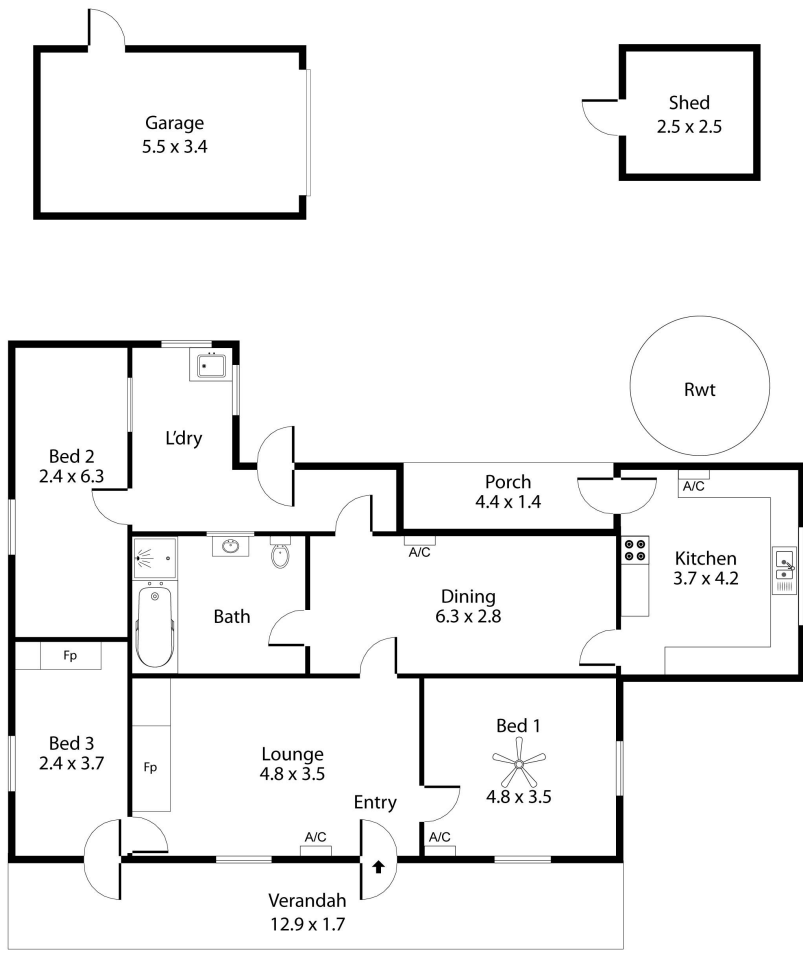 Garage
5.5 x 3.4
Shed
2.5 x 2.5
Rwt
L'dry
Bed 2
2.4 x 6.3
Porch
4.4 x 1.4
A/C
A/C
Kitchen
3.7 x 4.2
Dining
6.3 x 2.8
Bath
Fp
Bed 3
2.4 x 3.7
Fp
Lounge
4.8 x 3.5
Bed 1
4.8 x 3.5
Entry
A/C
A/C
Verandah
12.9 x 1.7